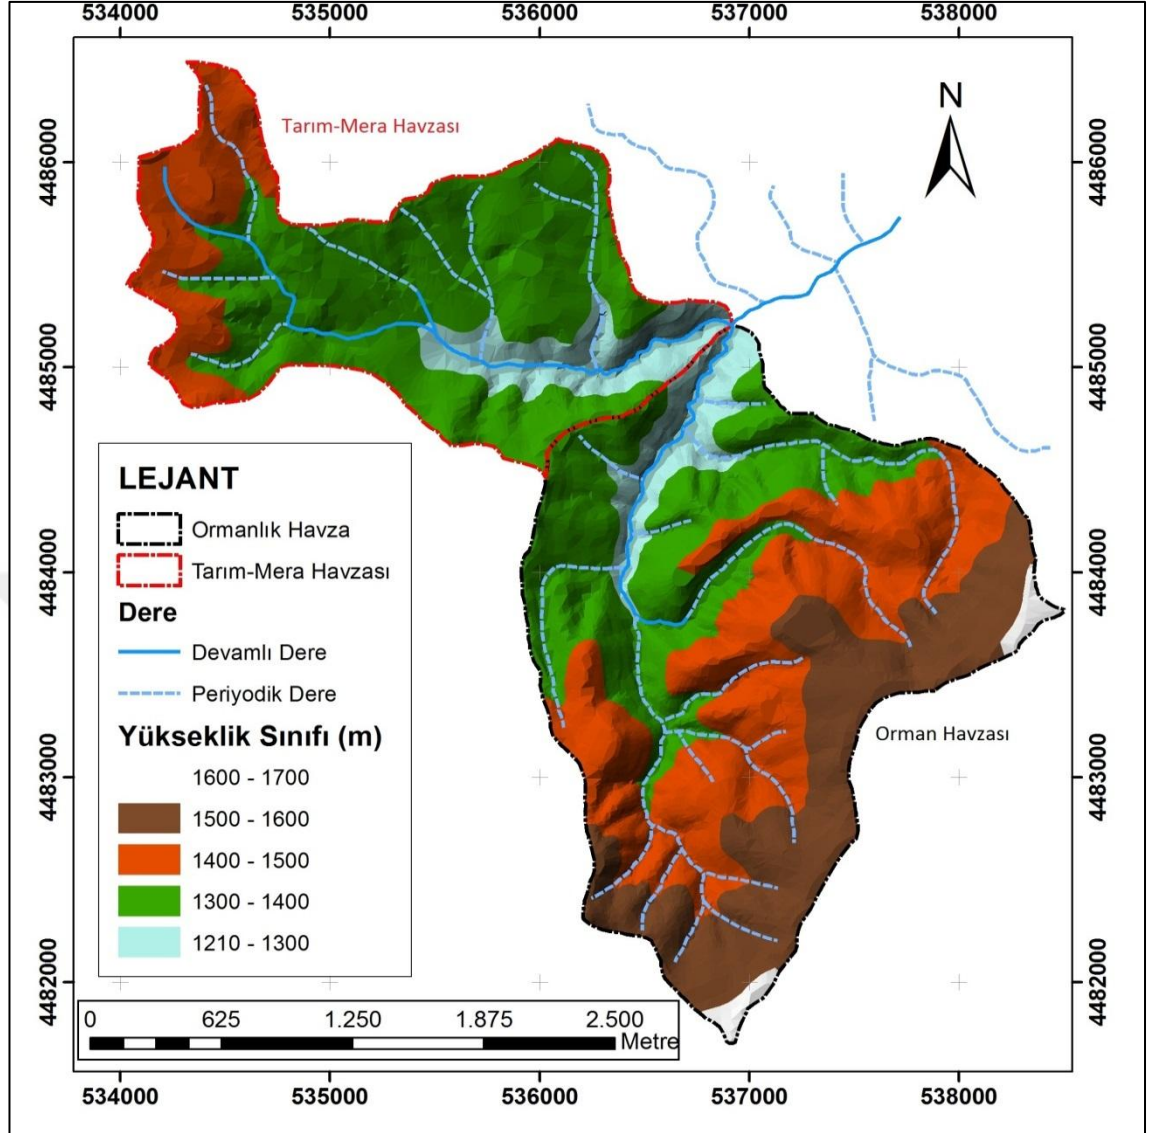 534000 535000 536000 537000 538000
N
Tarım-Mera Havzası
4486000 4486000
4485000 4485000
LEJANT
Ormanlık Havza
4484000 4484000
Tarım-Mera Havzası
Dere
Devamlı Dere
Periyodik Dere
Yükseklik Sınıfı (m)
Orman Havzası
1600 - 1700
4483000 4483000
1500 - 1600
1400 - 1500
1300 - 1400
1210 - 1300
4482000 4482000
0 625 1.250 1.875 2.500
Metre
534000 535000 536000 537000 538000